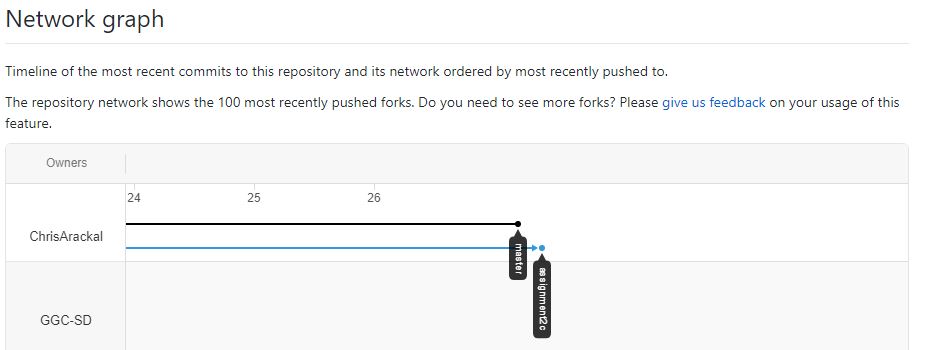 Network graph
Timeline of the most recent commits to this repository and its network ordered by most recently pushed to.
The repository network shows the 100 most recently pushed forks. Do you need to see more forks? Please give us feedback on your usage of this
feature.
Owners
24 25 26
ChrisArackal
master
assignment2c
GGC-SD